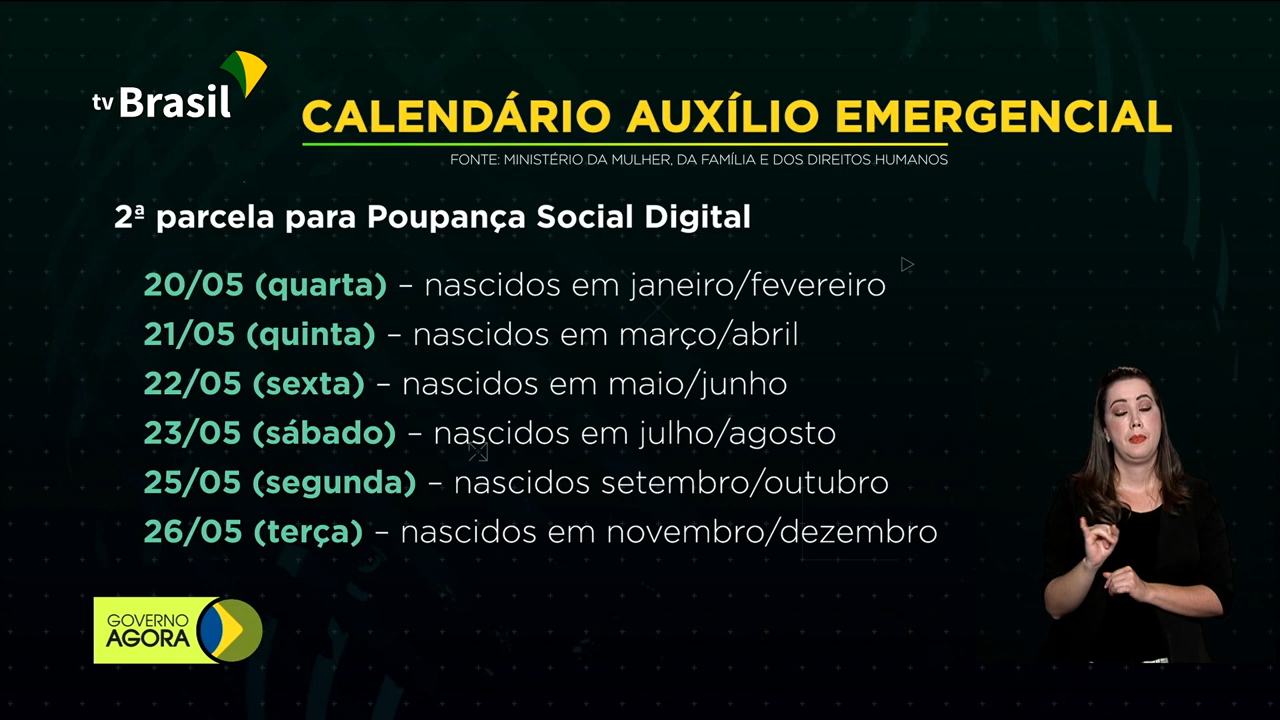 tv Brasil
CALENDÁRIO AUXÍLIO EMERGENCIAL
FONTE: MINISTÉRIO DA MULHER, DA FAMÍLIA E DOS DIREITOS HUMANOS
2ª parcela para Poupança Social Digital
20/05 (quarta) – nascidos em janeiro/fevereiro
21/05 (quinta) – nascidos em março/abril
22/05 (sexta) – nascidos em maio/junho
23/05 (sábado) – nascidos em julho/agosto
25/05 (segunda) – nascidos setembro/outubro
26/05 (terça) – nascidos em novembro/dezembro
GOVERNO
AGORA